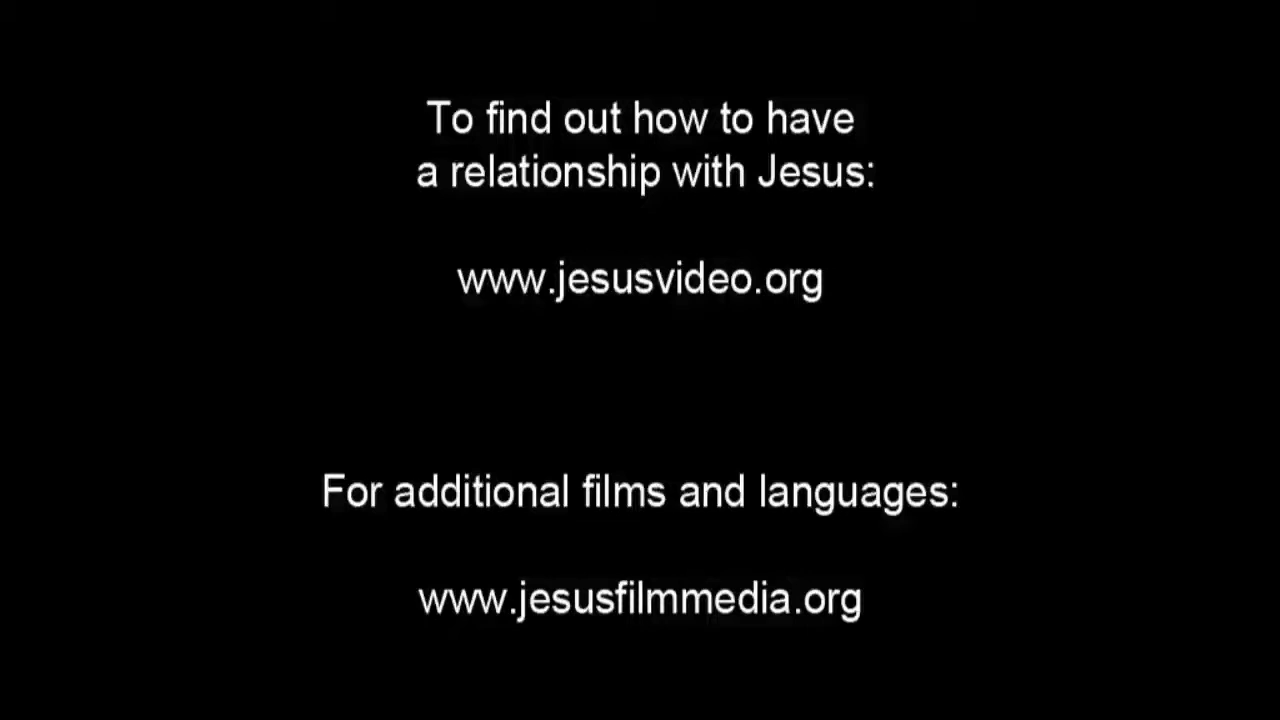 To find out how to have
a relationship with Jesus:
www.jesusvideo.org
For additional films and languages:
www.jesusfilmmedia.org